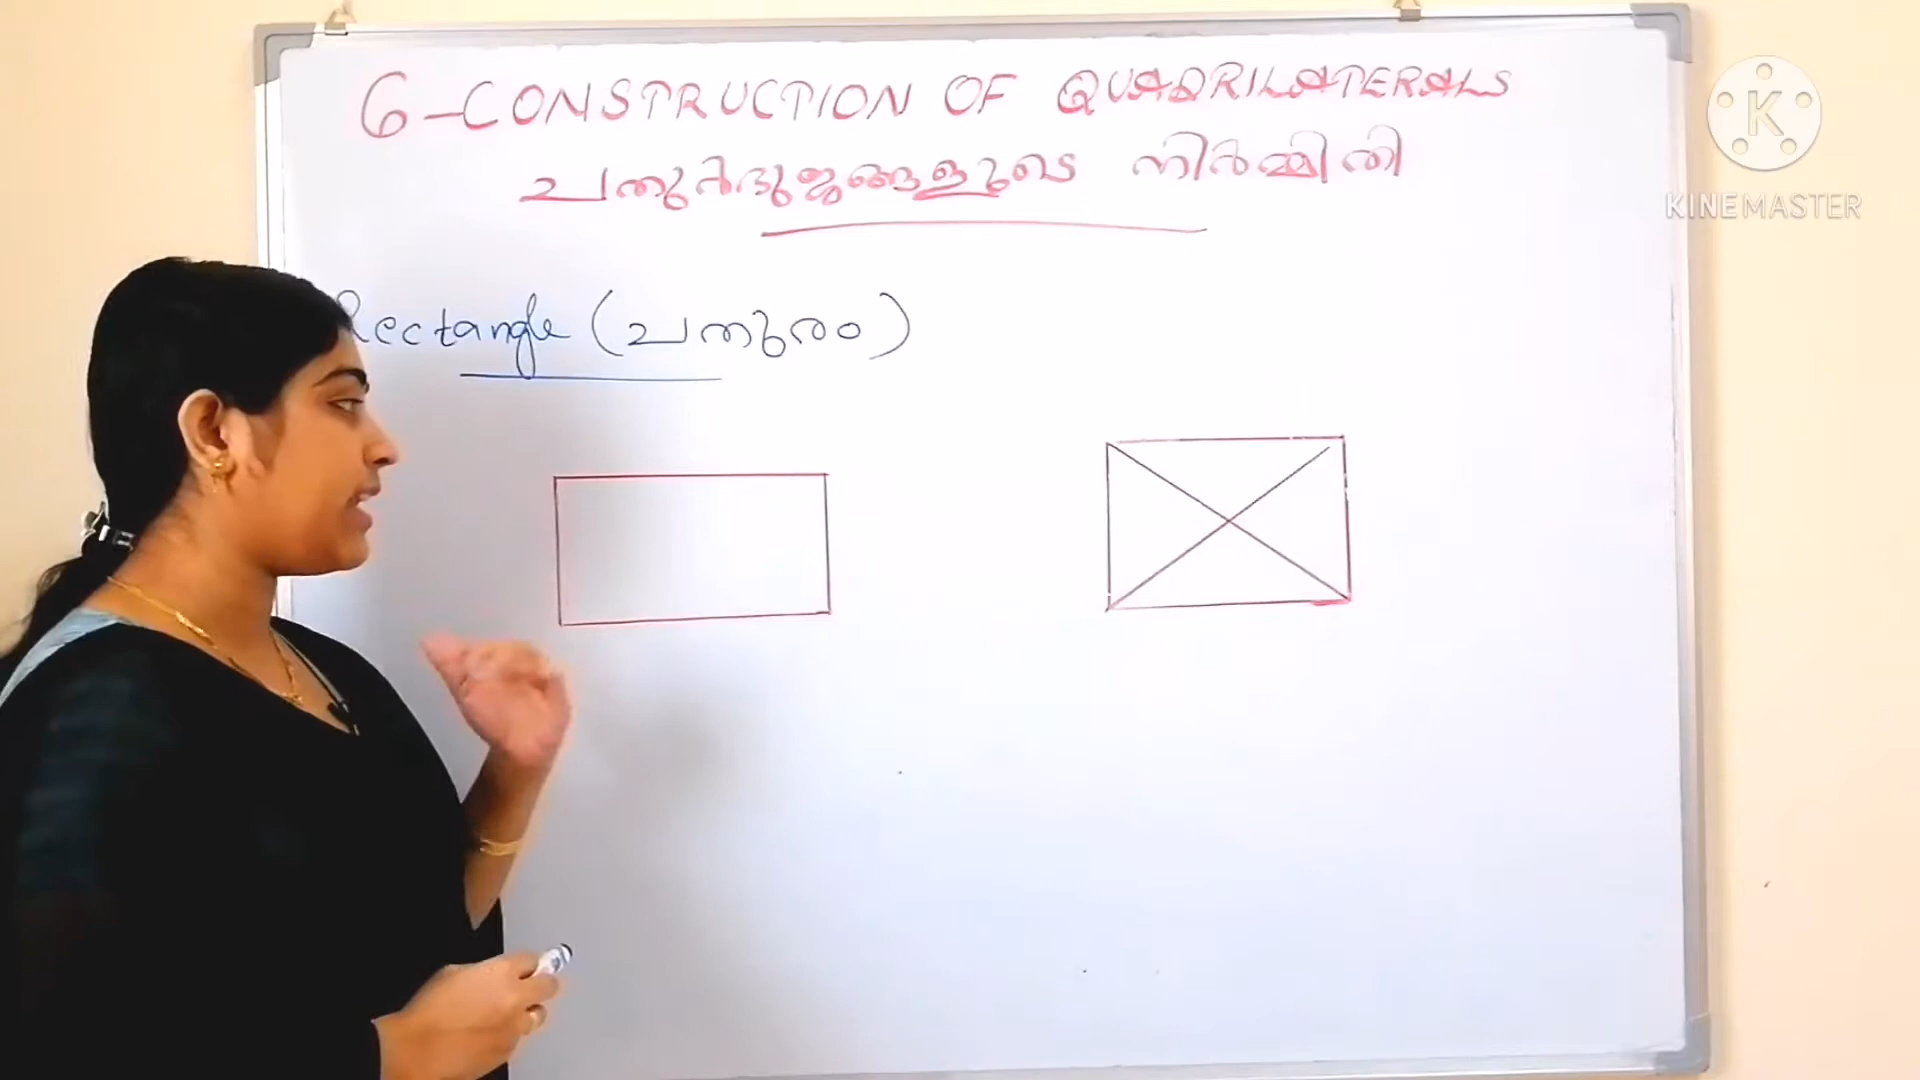 6-CONSTRUCTION OF QUADRILATERALS
ചതുർഭുജങ്ങളുടെ നിർമ്മിതി
Rectangle (ചതുരം)
K
KINEMASTER